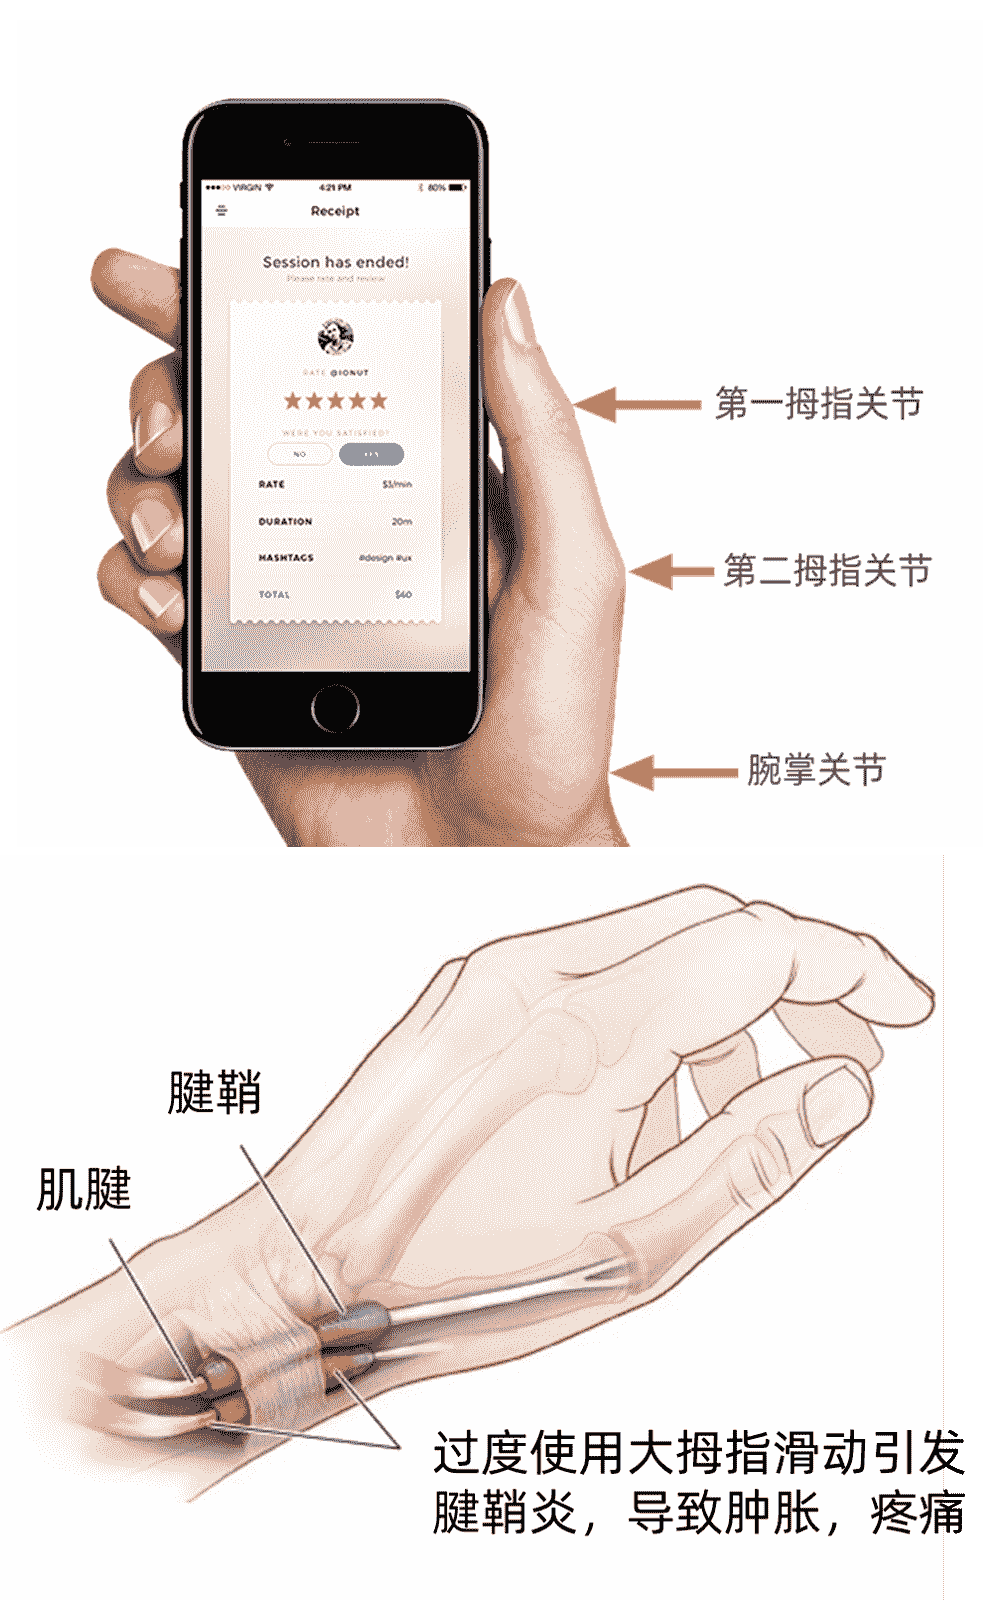 VIRGIN 4:21 PM 80%
Receipt
Session has ended!
Please rate and review
RATE @IONUT
WERE YOU SATISFIED?
NO YES
RATE $3/min
DURATION 20m
HASHTAGS #design #ux
TOTAL $60
第一拇指关节
第二拇指关节
腕掌关节
腱鞘
肌腱
过度使用大拇指滑动引发
腱鞘炎，导致肿胀，疼痛